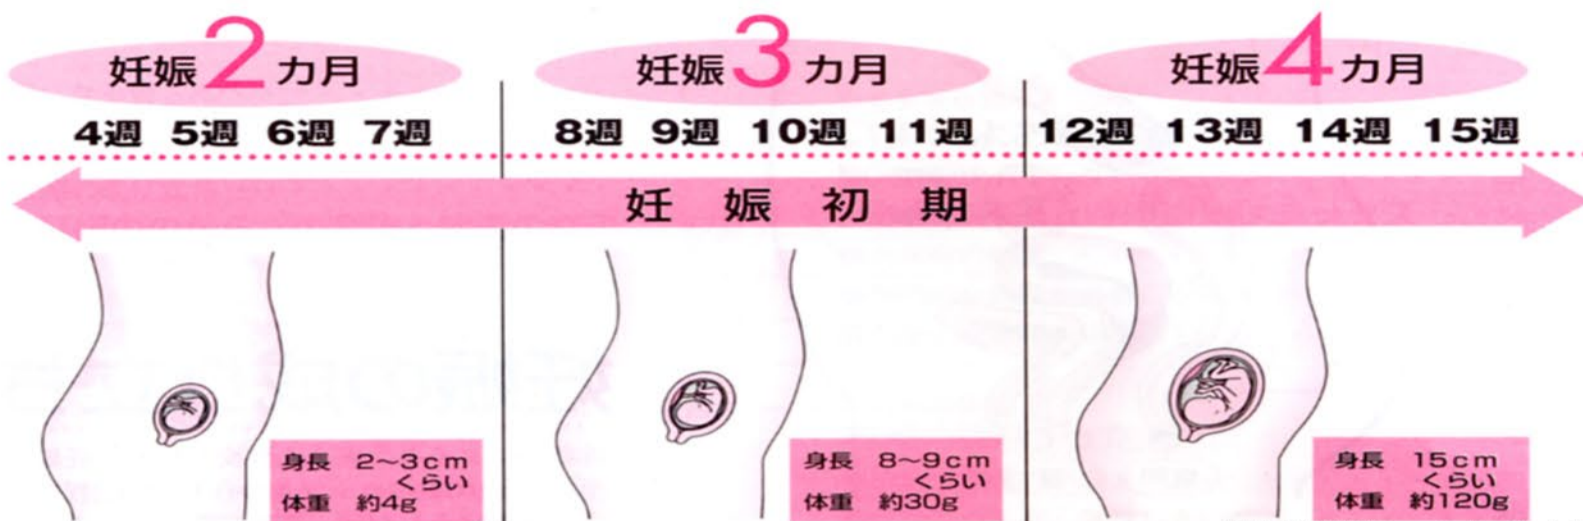 妊娠2カ月
4週 5週 6週 7週
妊娠3カ月
8週 9週 10週 11週
妊娠4カ月
12週 13週 14週 15週
妊娠初期
身長 2~3cm
くらい
体重 約4g
身長 8~9cm
くらい
体重 約30g
身長 15cm
くらい
体重 約120g